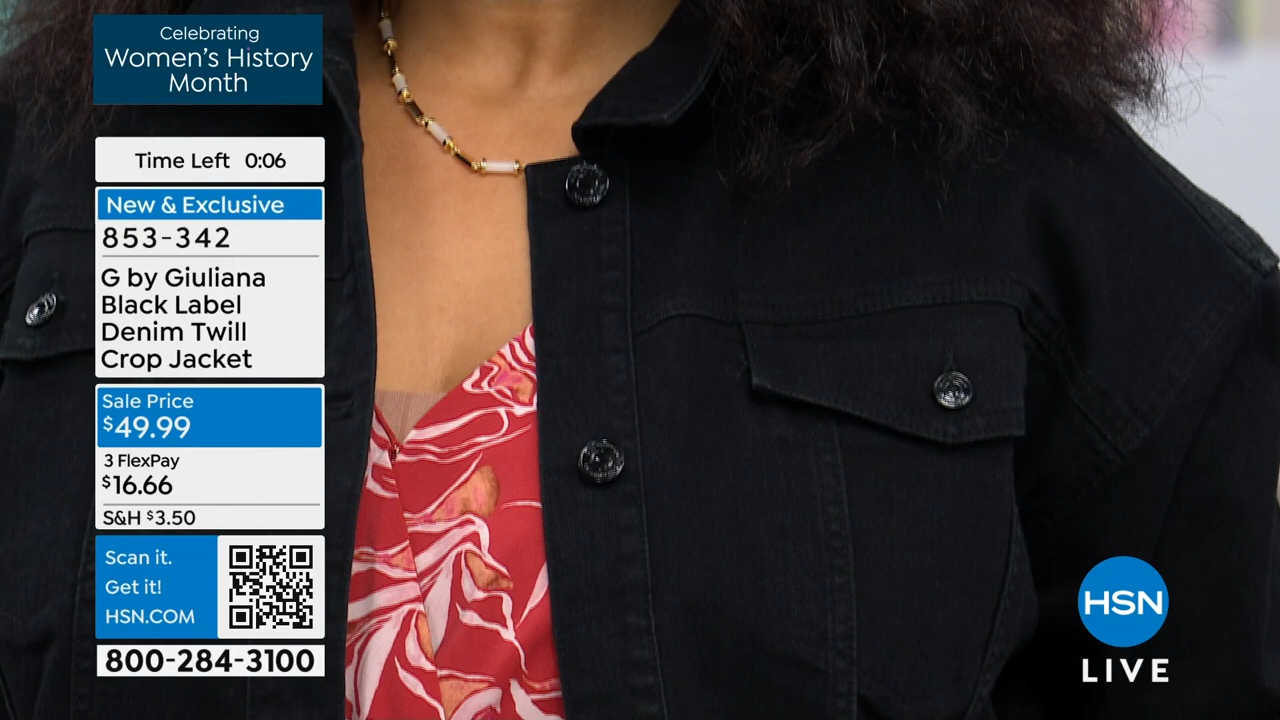 Celebrating
Women's History
Month
Time Left 0:06
New & Exclusive
853-342
G by Giuliana
Black Label
Denim Twill
Crop Jacket
Sale Price
$49.99
3 FlexPay
$16.66
S&H $3.50
Scan it.
Get it!
HSN.COM
800-284-3100
HSN
LIVE